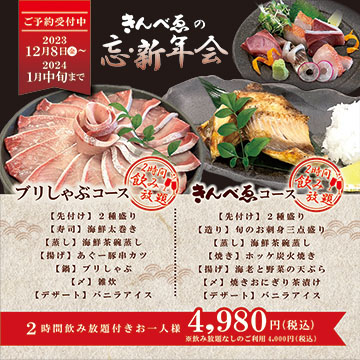 ご予約受付中
2023
12月8日㊎〜
2024
1月中旬まで
きんべゑの
忘・新年会
2時間
飲み
放題
ブリしゃぶコース
【先付け】2種盛り
【寿司】海鮮太巻き
【蒸し】海鮮茶碗蒸し
【揚げ】あぐー豚串カツ
【鍋】ブリしゃぶ
【〆】雑炊
【デザート】バニラアイス
2時間
飲み
放題
きんべゑコース
【先付け】2種盛り
【造り】旬のお刺身三点盛り
【蒸し】海鮮茶碗蒸し
【焼き】ホッケ炭火焼き
【揚げ】海老と野菜の天ぷら
【〆】焼きおにぎり茶漬け
【デザート】バニラアイス
2時間飲み放題付きお一人様 4,980円(税込)
※飲み放題なしのご利用 4,000円(税込)